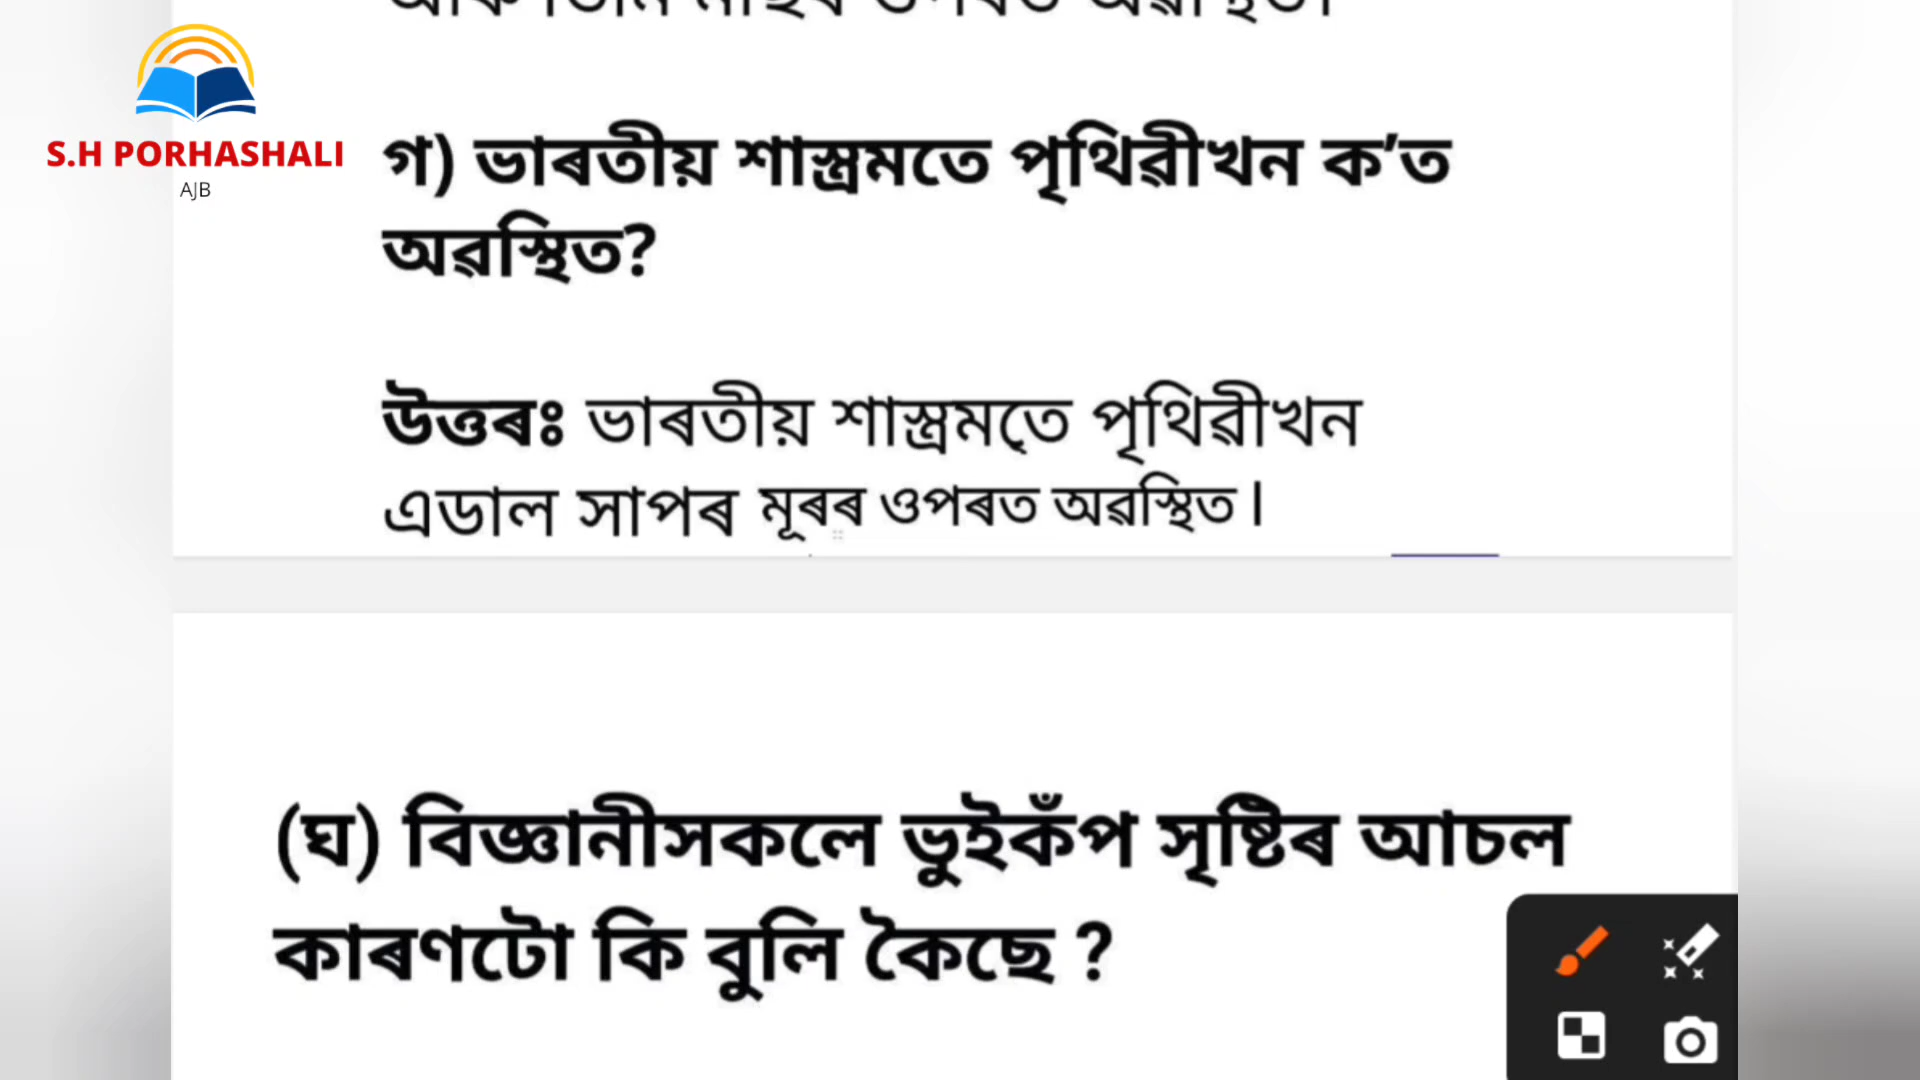 S.H PORHASHALI
AJB
গ) ভাৰতীয় শাস্ত্ৰমতে পৃথিৱীখন ক’ত
অৱস্থিত?
উত্তৰঃ ভাৰতীয় শাস্ত্ৰমতে পৃথিৱীখন
এডাল সাপৰ মূৰৰ ওপৰত অৱস্থিত ।
(ঘ) বিজ্ঞানীসকলে ভুইকঁপ সৃষ্টিৰ আচল
কাৰণটো কি বুলি কৈছে ?